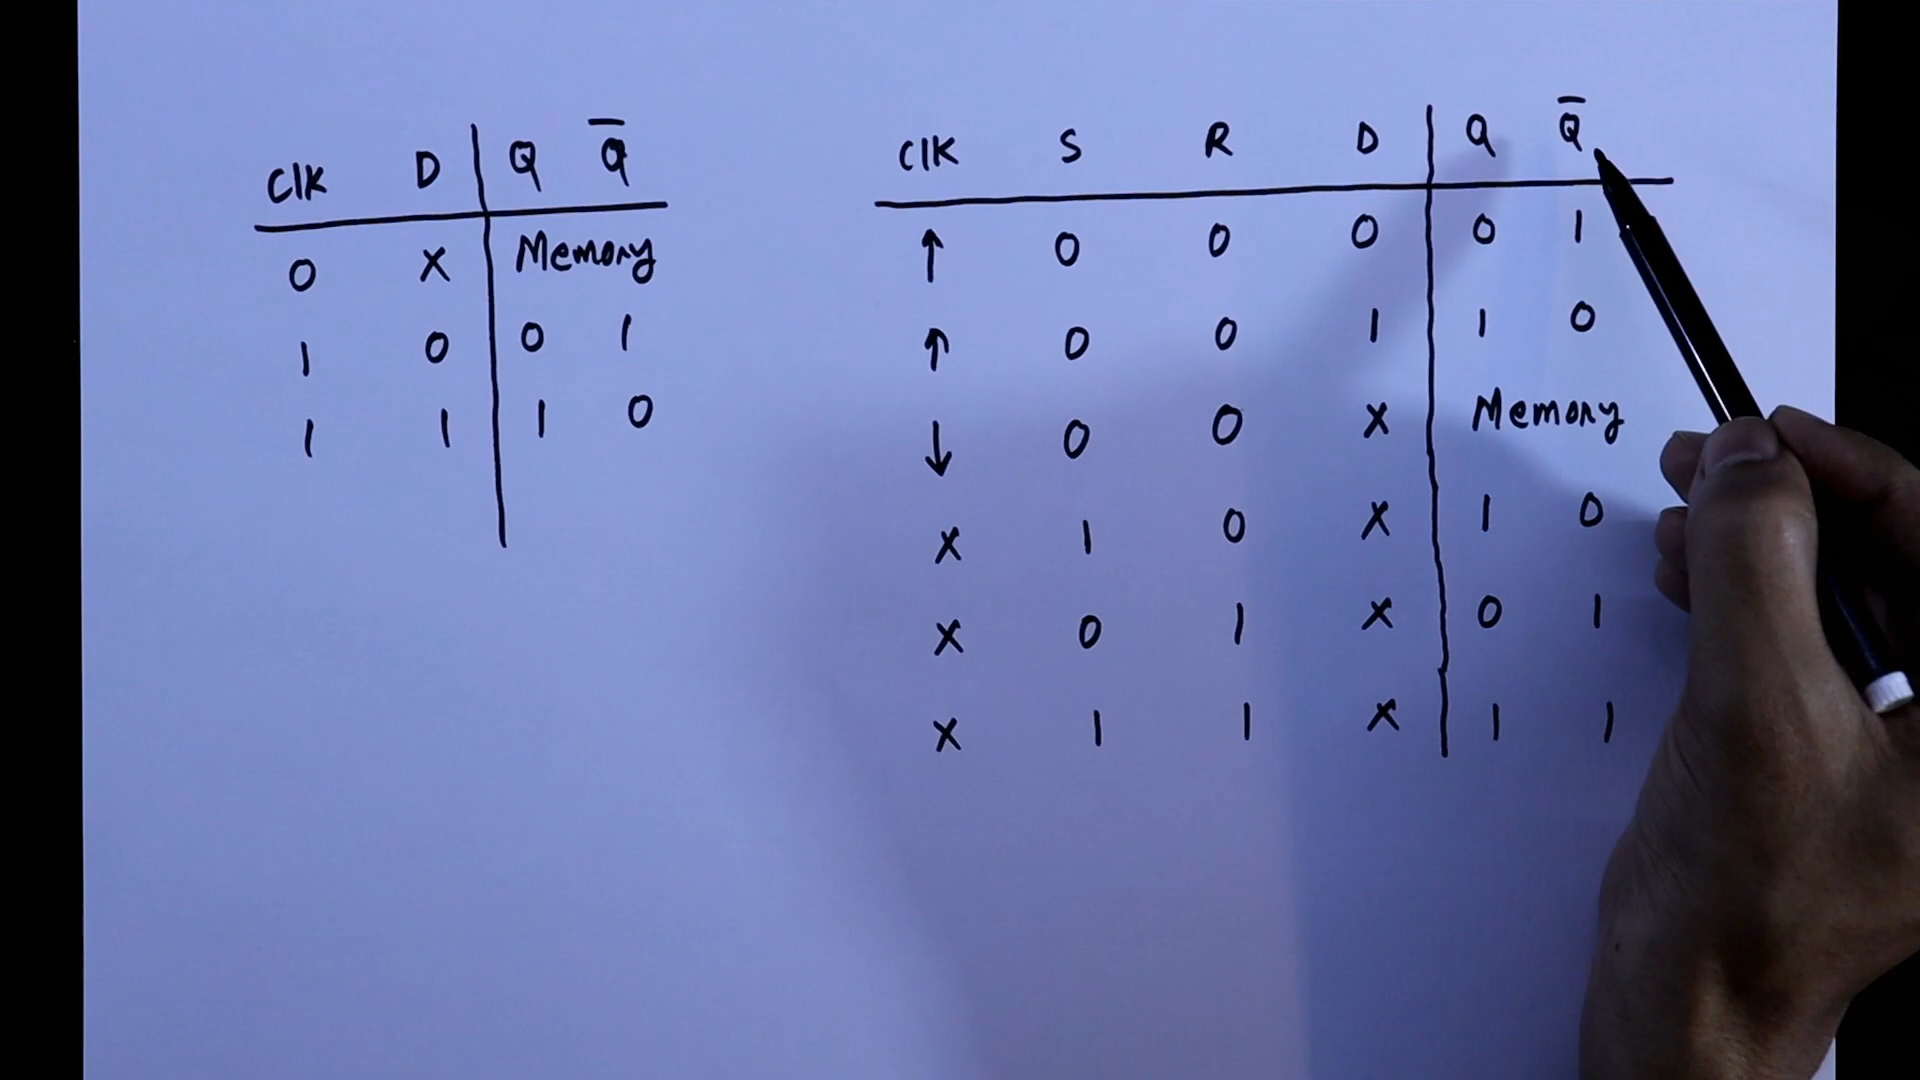 Clk D Q Q̅
0 X Memory
1 0 0 1
1 1 1 0
Clk S R D Q Q̅
↑ 0 0 0 0 1
↑ 0 0 1 1 0
↓ 0 0 X Memory
X 1 0 X 1 0
X 0 1 X 0 1
X 1 1 X 1 1